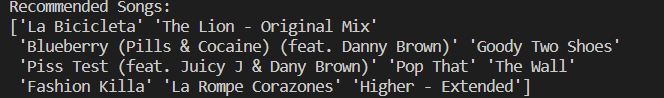 Recommended Songs:
['La Bicicleta' 'The Lion - Original Mix'
'Blueberry (Pills & Cocaine) (feat. Danny Brown)' 'Goody Two Shoes'
'Piss Test (feat. Juicy J & Dany Brown)' 'Pop That' 'The Wall'
'Fashion Killa' 'La Rompe Corazones' 'Higher - Extended']